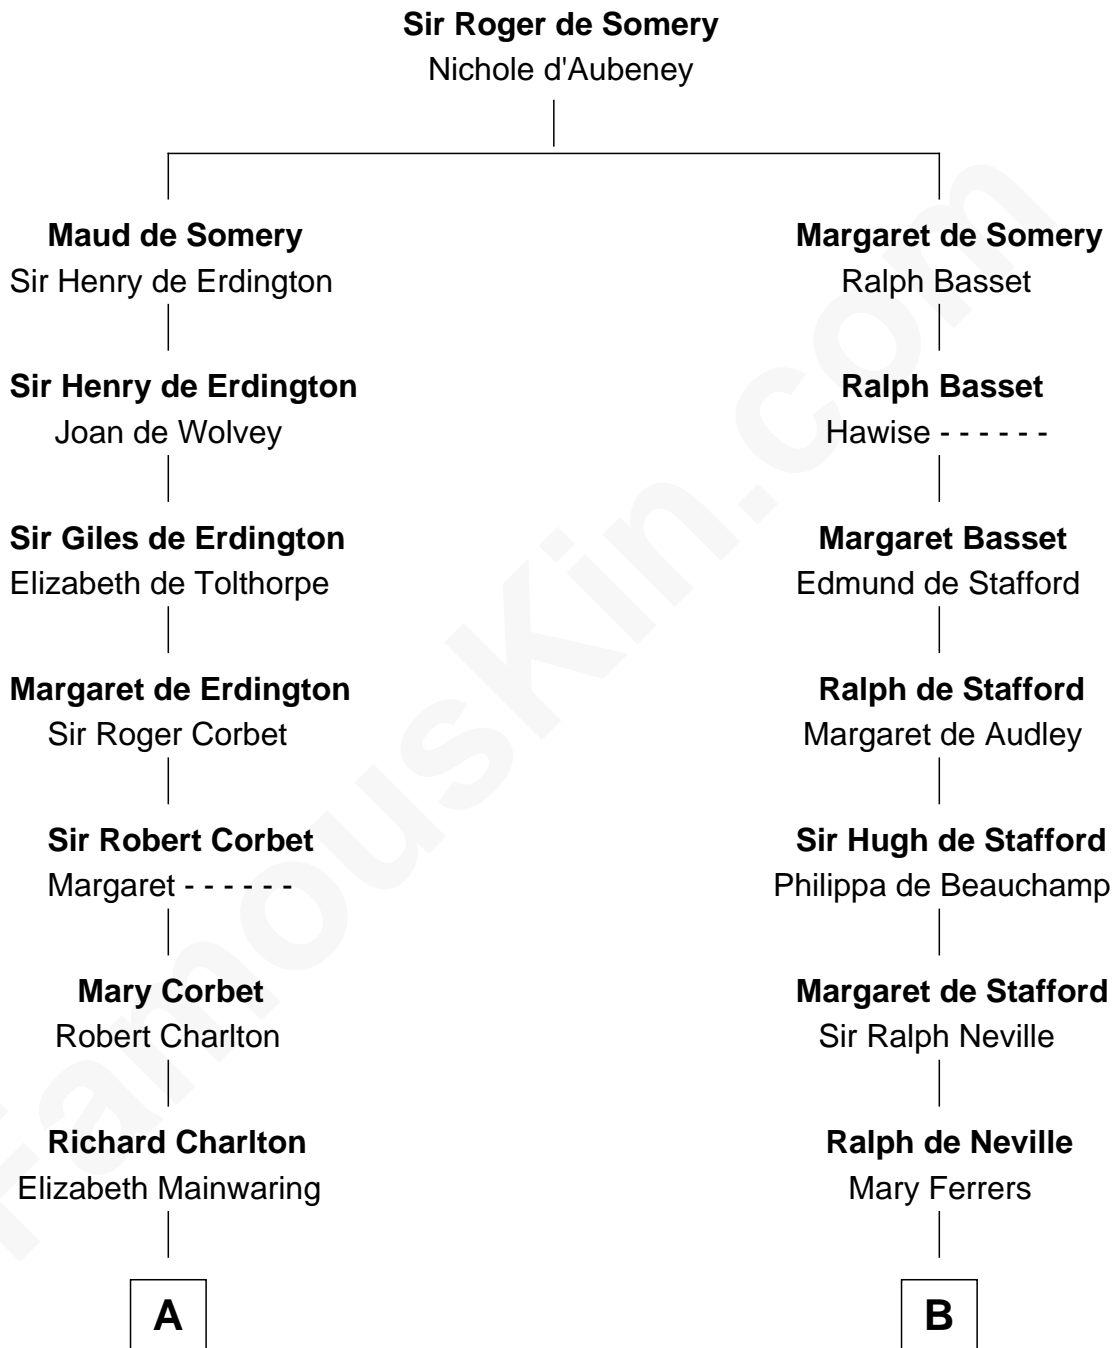 Sir Roger de Somery
Nichole d'Aubeney
Maud de Somery
Sir Henry de Erdington
Margaret de Somery
Ralph Basset
Sir Henry de Erdington
Joan de Wolvey
Ralph Basset
Hawise - - - - - -
Sir Giles de Erdington
Elizabeth de Tolthorpe
Margaret Basset
Edmund de Stafford
Margaret de Erdington
Sir Roger Corbet
Ralph de Stafford
Margaret de Audley
Sir Robert Corbet
Margaret - - - - - -
Sir Hugh de Stafford
Philippa de Beauchamp
Mary Corbet
Robert Charlton
Margaret de Stafford
Sir Ralph Neville
Richard Charlton
Elizabeth Mainwaring
Ralph de Neville
Mary Ferrers
A
B
FamousKin.com